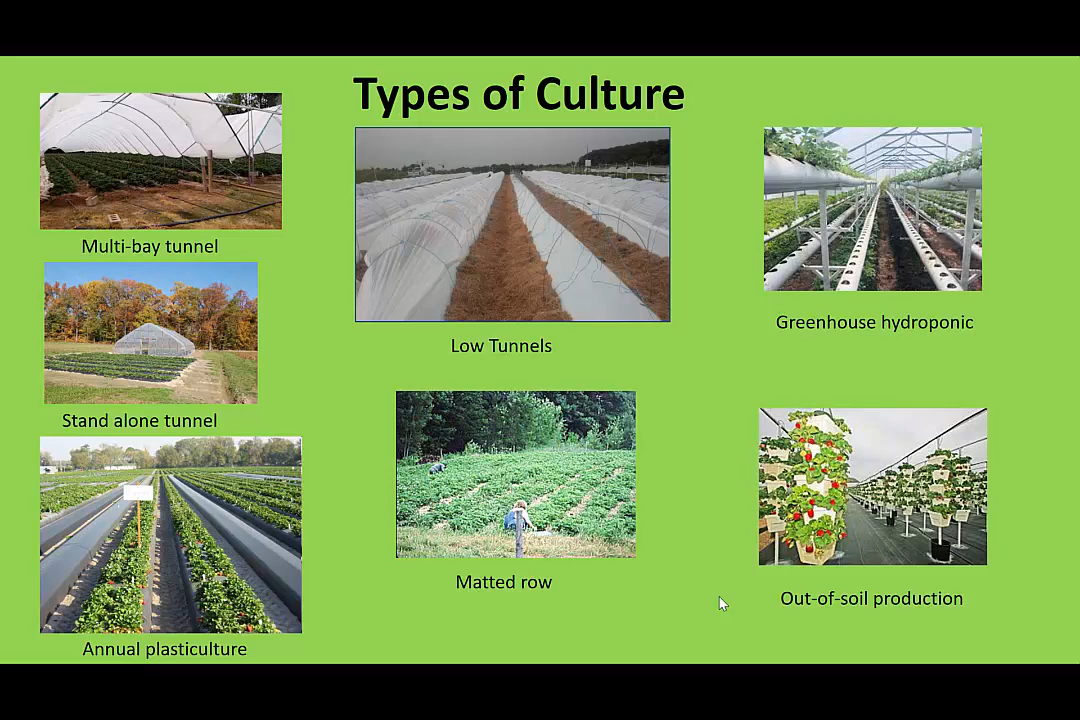 Types of Culture
Multi-bay tunnel
Stand alone tunnel
Annual plasticulture
Low Tunnels
Matted row
Greenhouse hydroponic
Out-of-soil production